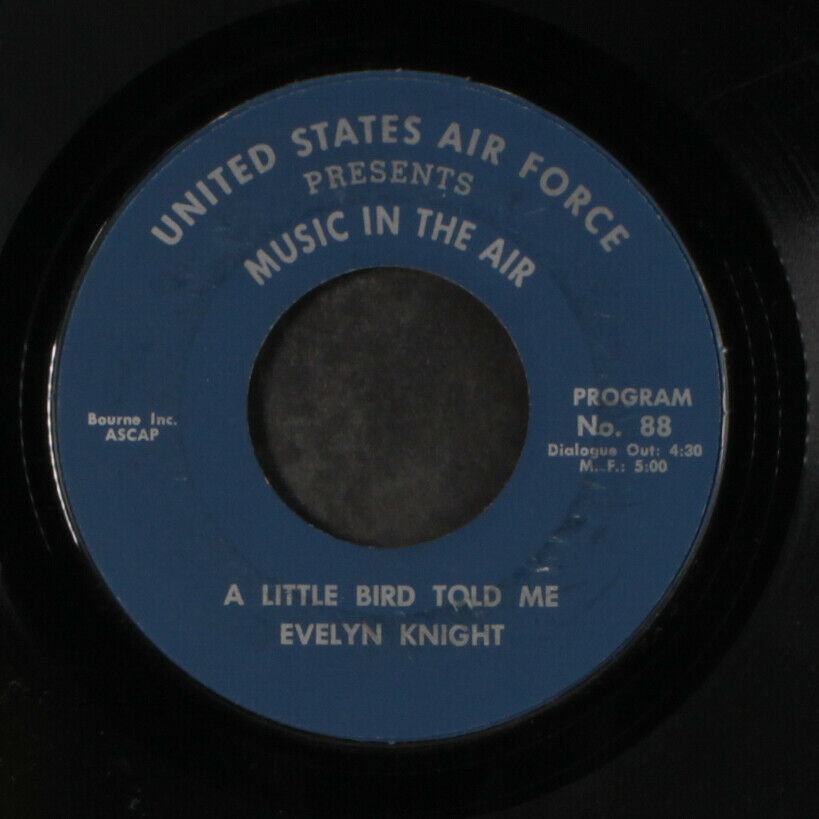 UNITED STATES AIR FORCE
PRESENTS
MUSIC IN THE AIR
Bourne Inc.
ASCAP
PROGRAM
No. 88
Dialogue Out: 4:30
M. F.: 5:00
A LITTLE BIRD TOLD ME
EVELYN KNIGHT